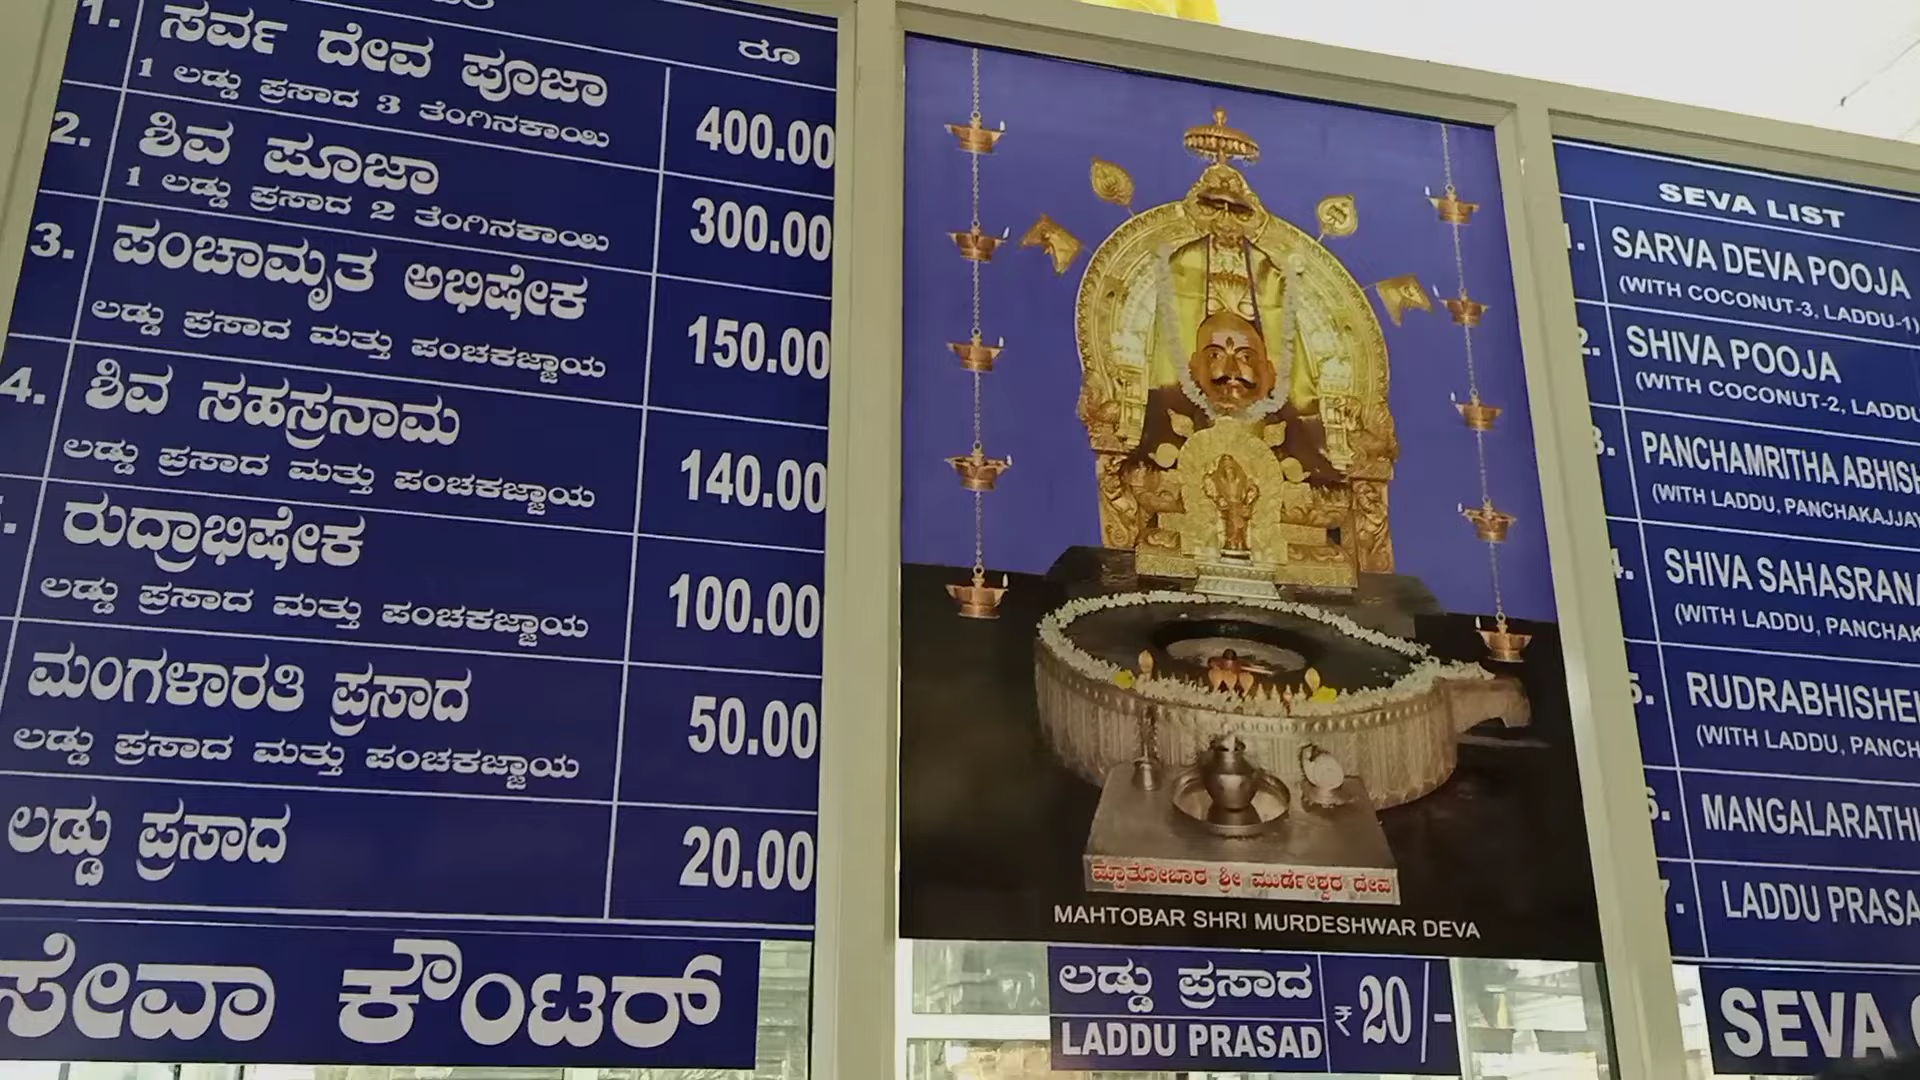 ರೂ
1. ಸರ್ವ ದೇವ ಪೂಜಾ 400.00
1 ಲಡ್ಡು ಪ್ರಸಾದ 3 ತೆಂಗಿನಕಾಯಿ
2. ಶಿವ ಪೂಜಾ 300.00
1 ಲಡ್ಡು ಪ್ರಸಾದ 2 ತೆಂಗಿನಕಾಯಿ
3. ಪಂಚಾಮೃತ ಅಭಿಷೇಕ 150.00
ಲಡ್ಡು ಪ್ರಸಾದ ಮತ್ತು ಪಂಚಕಜ್ಜಾಯ
4. ಶಿವ ಸಹಸ್ರನಾಮ 140.00
ಲಡ್ಡು ಪ್ರಸಾದ ಮತ್ತು ಪಂಚಕಜ್ಜಾಯ
ರುದ್ರಾಭಿಷೇಕ 100.00
ಲಡ್ಡು ಪ್ರಸಾದ ಮತ್ತು ಪಂಚಕಜ್ಜಾಯ
ಮಂಗಳಾರತಿ ಪ್ರಸಾದ 50.00
ಲಡ್ಡು ಪ್ರಸಾದ ಮತ್ತು ಪಂಚಕಜ್ಜಾಯ
ಲಡ್ಡು ಪ್ರಸಾದ 20.00
ಸೇವಾ ಕೌಂಟರ್
ಮ್ಹಾತೋಬಾರ ಶ್ರೀ ಮುರ್ಡೇಶ್ವರ ದೇವ
MAHTOBAR SHRI MURDESHWAR DEVA
ಲಡ್ಡು ಪ್ರಸಾದ ₹ 20/-
LADDU PRASAD
SEVA LIST
1. SARVA DEVA POOJA
(WITH COCONUT-3, LADDU-1)
2. SHIVA POOJA
(WITH COCONUT-2, LADDU
3. PANCHAMRITHA ABHISH
(WITH LADDU, PANCHAKAJJAY
4. SHIVA SAHASRANA
(WITH LADDU, PANCHAK
5. RUDRABHISHE
(WITH LADDU, PANCH
6. MANGALARATHI
7. LADDU PRASA
SEVA